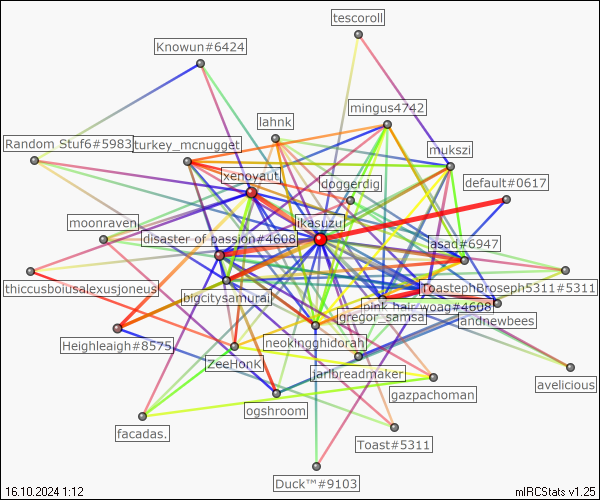 tescoroll
Knowun#6424
mingus4742
lahnk
Random Stuf6#5983
turkey_mcnugget
mukszi
xenoyaut
doggerdig
default#0617
moonraven
ikasuzu
disaster of passion#4608
asad#6947
thiccusboiusalexusjoneus
bigcitysamurai
ToastephBroseph5311#5311
pink hair woag#4608
gregor_samsa
andnewbees
Heighleaigh#8575
neokingghidorah
ZeeHonK
jarlbreadmaker
avelicious
gazpachoman
ogshroom
facadas.
Toast#5311
Duck™#9103
16.10.2024 1:12
mIRCStats v1.25